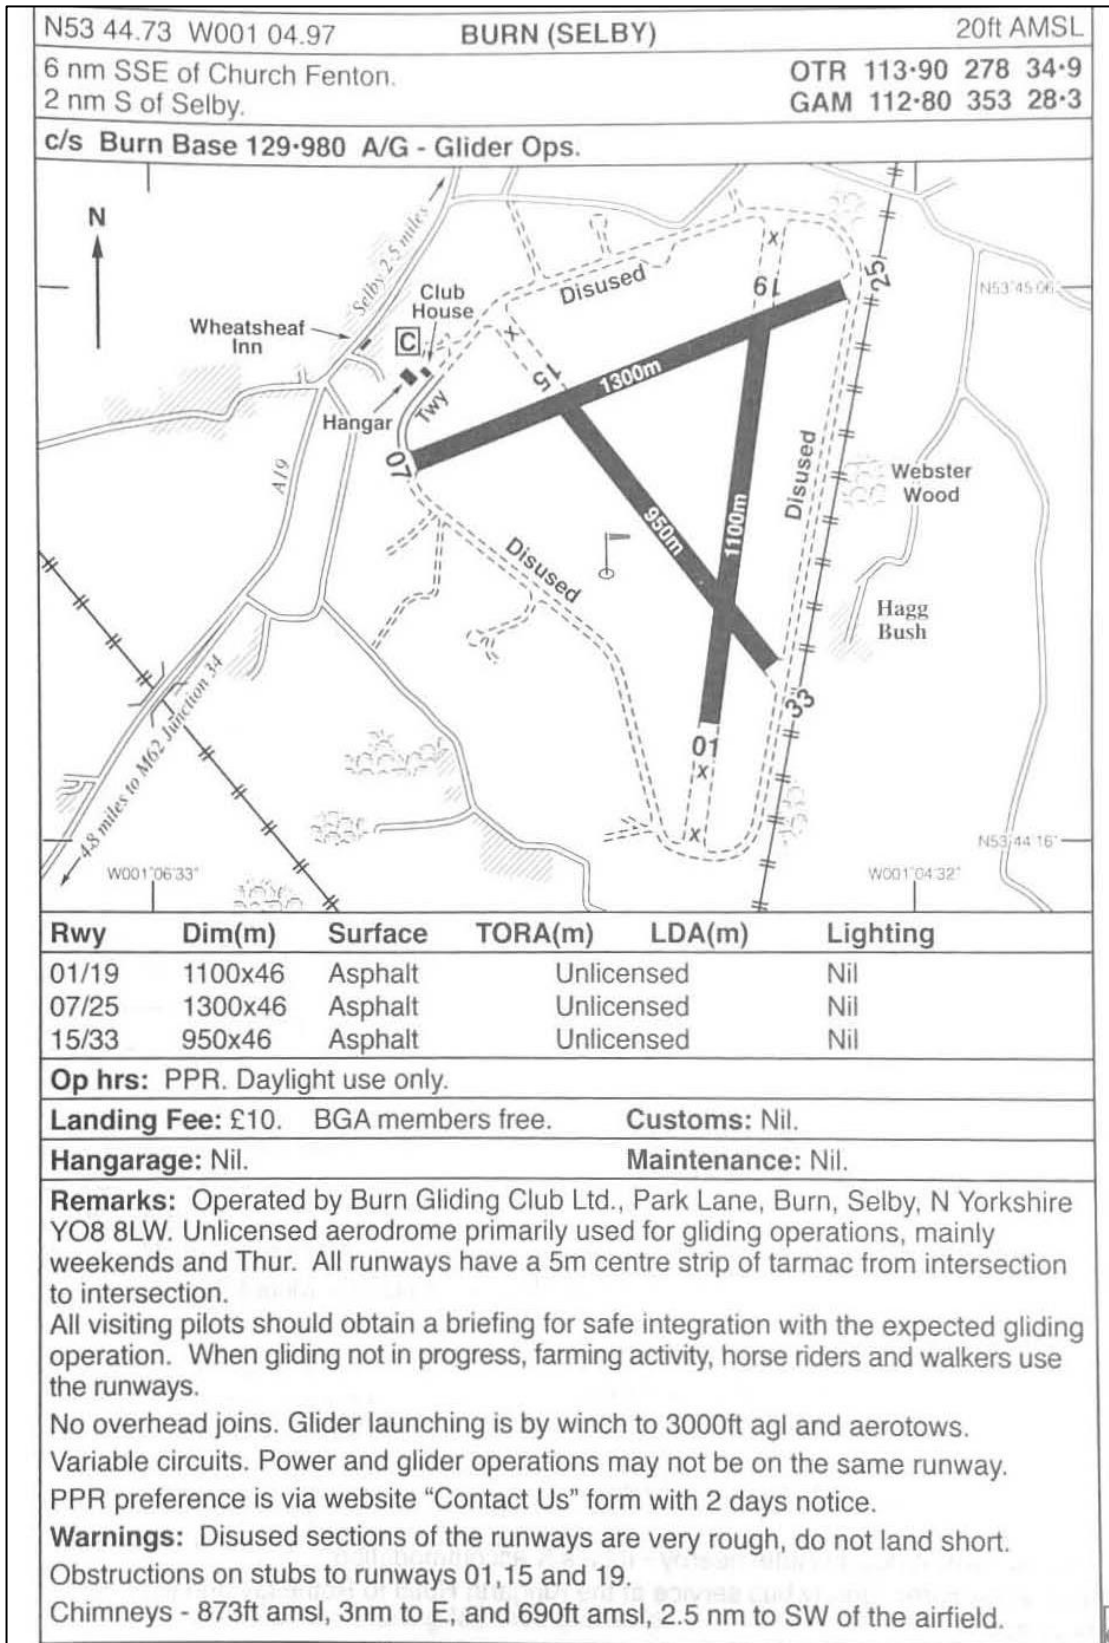 N53 44.73 W001 04.97 BURN (SELBY) 20ft AMSL
6 nm SSE of Church Fenton. OTR 113·90 278 34·9
2 nm S of Selby. GAM 112·80 353 28·3
c/s Burn Base 129·980 A/G - Glider Ops.
N
Selby 2·5 miles
Disused
19
25
N53°45'06"
Club
House
Wheatsheaf
Inn
C
15
1300m
Hangar
Twy
07
A19
Disused
Webster
Wood
950m
1100m
Disused
Hagg
Bush
33
01
x
x
x
x
4.8 miles to M62 Junction 34
N53°44'16"
W001°06'33"
W001°04'32"
Rwy Dim(m) Surface TORA(m) LDA(m) Lighting
01/19 1100x46 Asphalt Unlicensed Nil
07/25 1300x46 Asphalt Unlicensed Nil
15/33 950x46 Asphalt Unlicensed Nil
Op hrs: PPR. Daylight use only.
Landing Fee: £10. BGA members free. Customs: Nil.
Hangarage: Nil. Maintenance: Nil.
Remarks: Operated by Burn Gliding Club Ltd., Park Lane, Burn, Selby, N Yorkshire
YO8 8LW. Unlicensed aerodrome primarily used for gliding operations, mainly
weekends and Thur. All runways have a 5m centre strip of tarmac from intersection
to intersection.
All visiting pilots should obtain a briefing for safe integration with the expected gliding
operation. When gliding not in progress, farming activity, horse riders and walkers use
the runways.
No overhead joins. Glider launching is by winch to 3000ft agl and aerotows.
Variable circuits. Power and glider operations may not be on the same runway.
PPR preference is via website “Contact Us” form with 2 days notice.
Warnings: Disused sections of the runways are very rough, do not land short.
Obstructions on stubs to runways 01,15 and 19.
Chimneys - 873ft amsl, 3nm to E, and 690ft amsl, 2.5 nm to SW of the airfield.